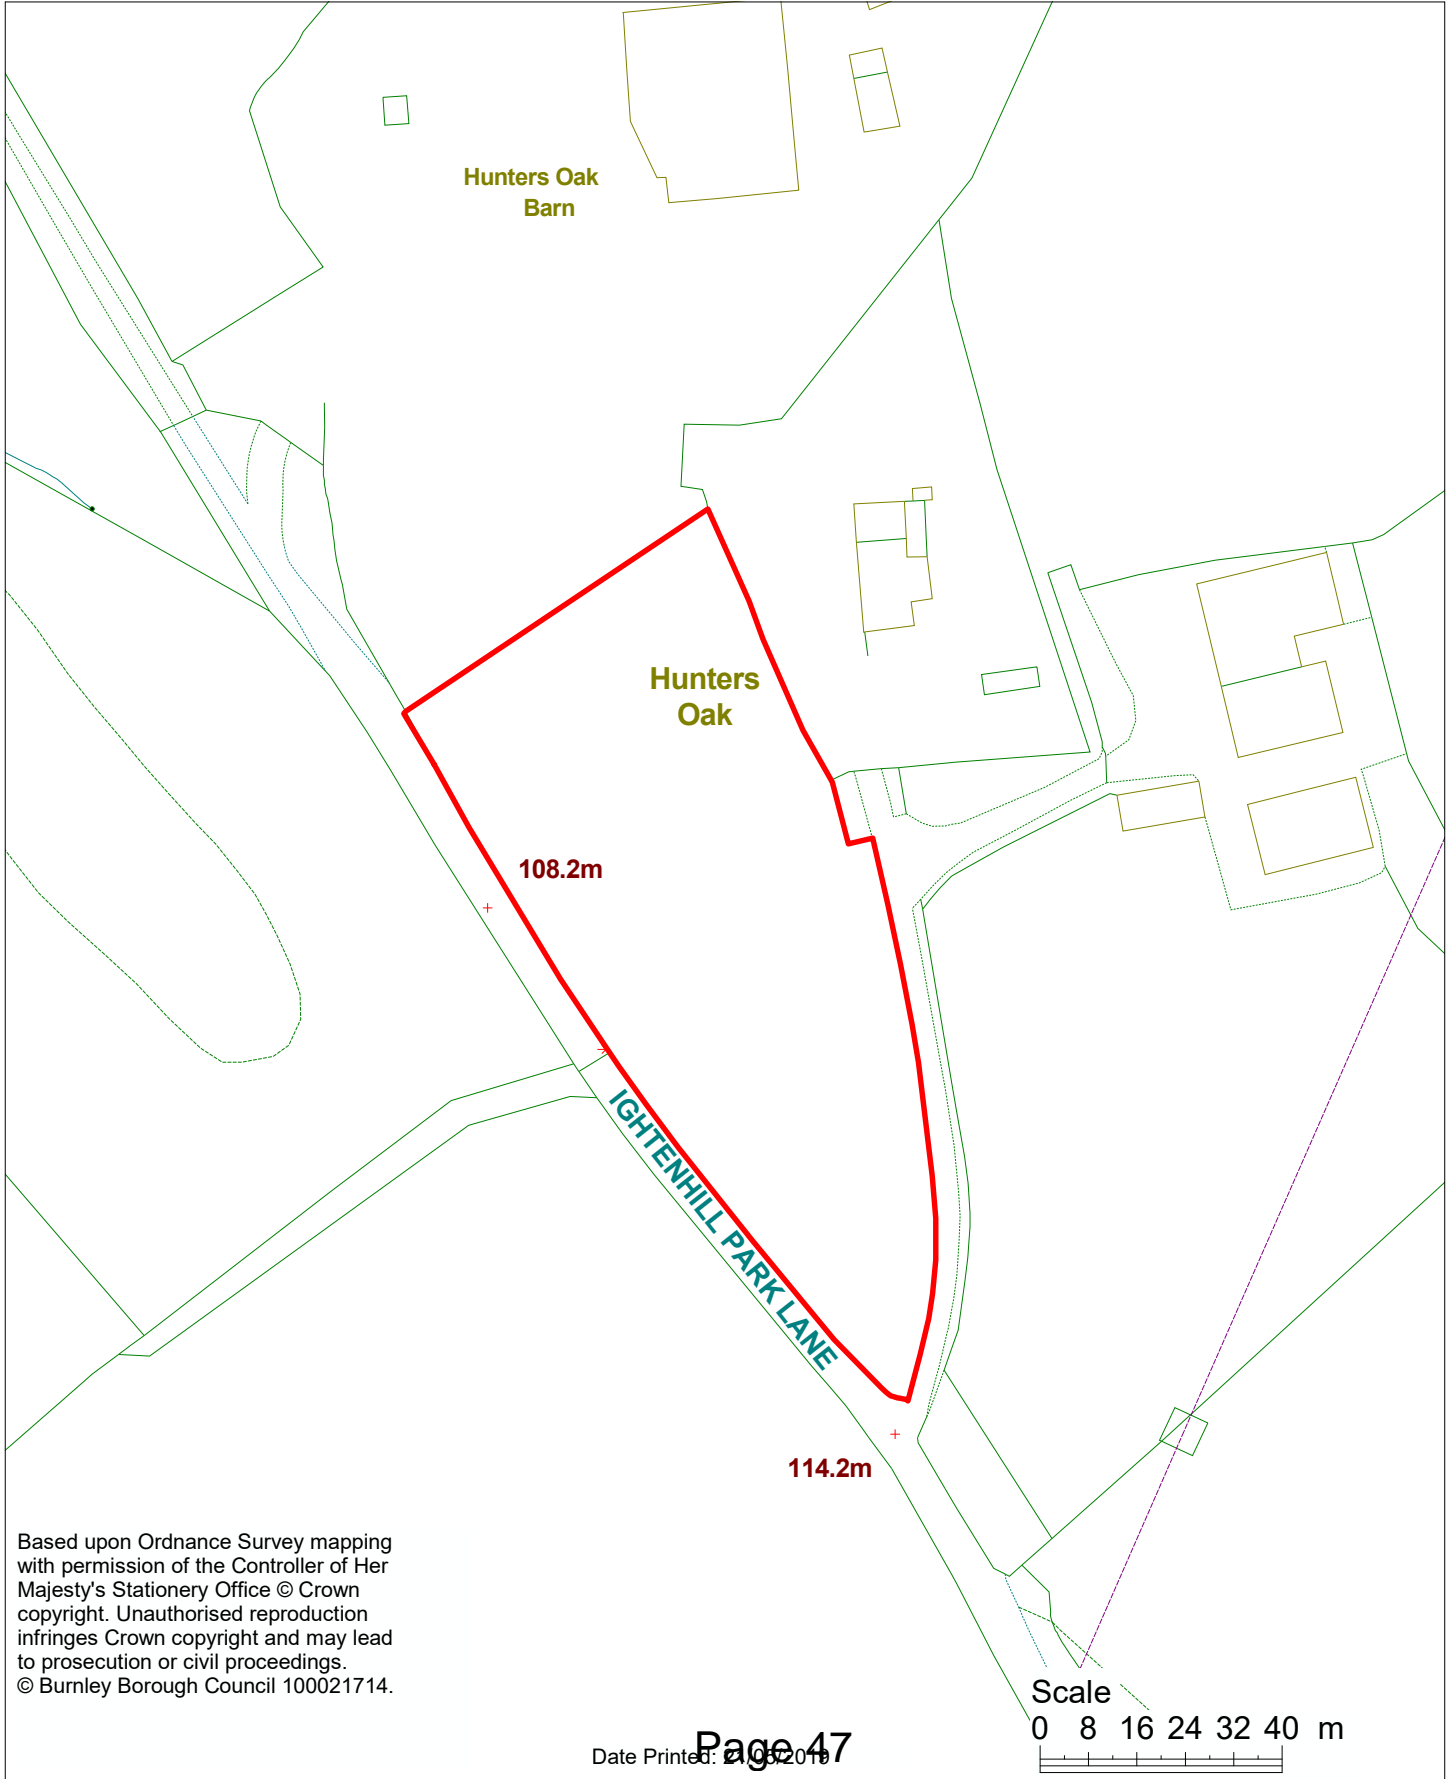 Hunters Oak
Barn
Hunters
Oak
108.2m
IGHTENHILL PARK LANE
114.2m
Based upon Ordnance Survey mapping
with permission of the Controller of Her
Majesty's Stationery Office © Crown
copyright. Unauthorised reproduction
infringes Crown copyright and may lead
to prosecution or civil proceedings.
© Burnley Borough Council 100021714.
Scale
0 8 16 24 32 40 m
Page 47
Date Printed: